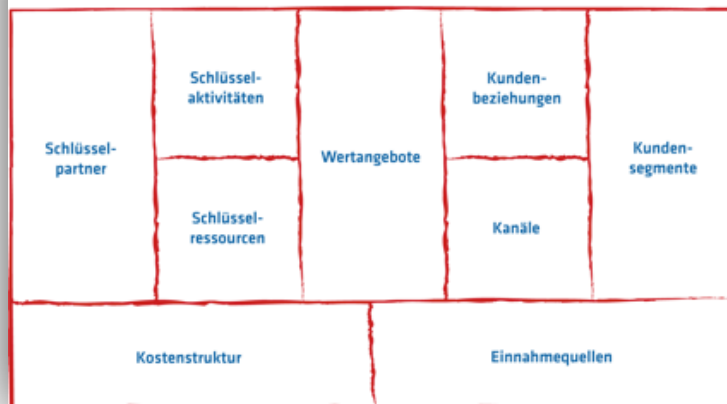 Schlüssel-
partner
Schlüssel-
aktivitäten
Schlüssel-
ressourcen
Wertangebote
Kunden-
beziehungen
Kanäle
Kunden-
segmente
Kostenstruktur
Einnahmequellen